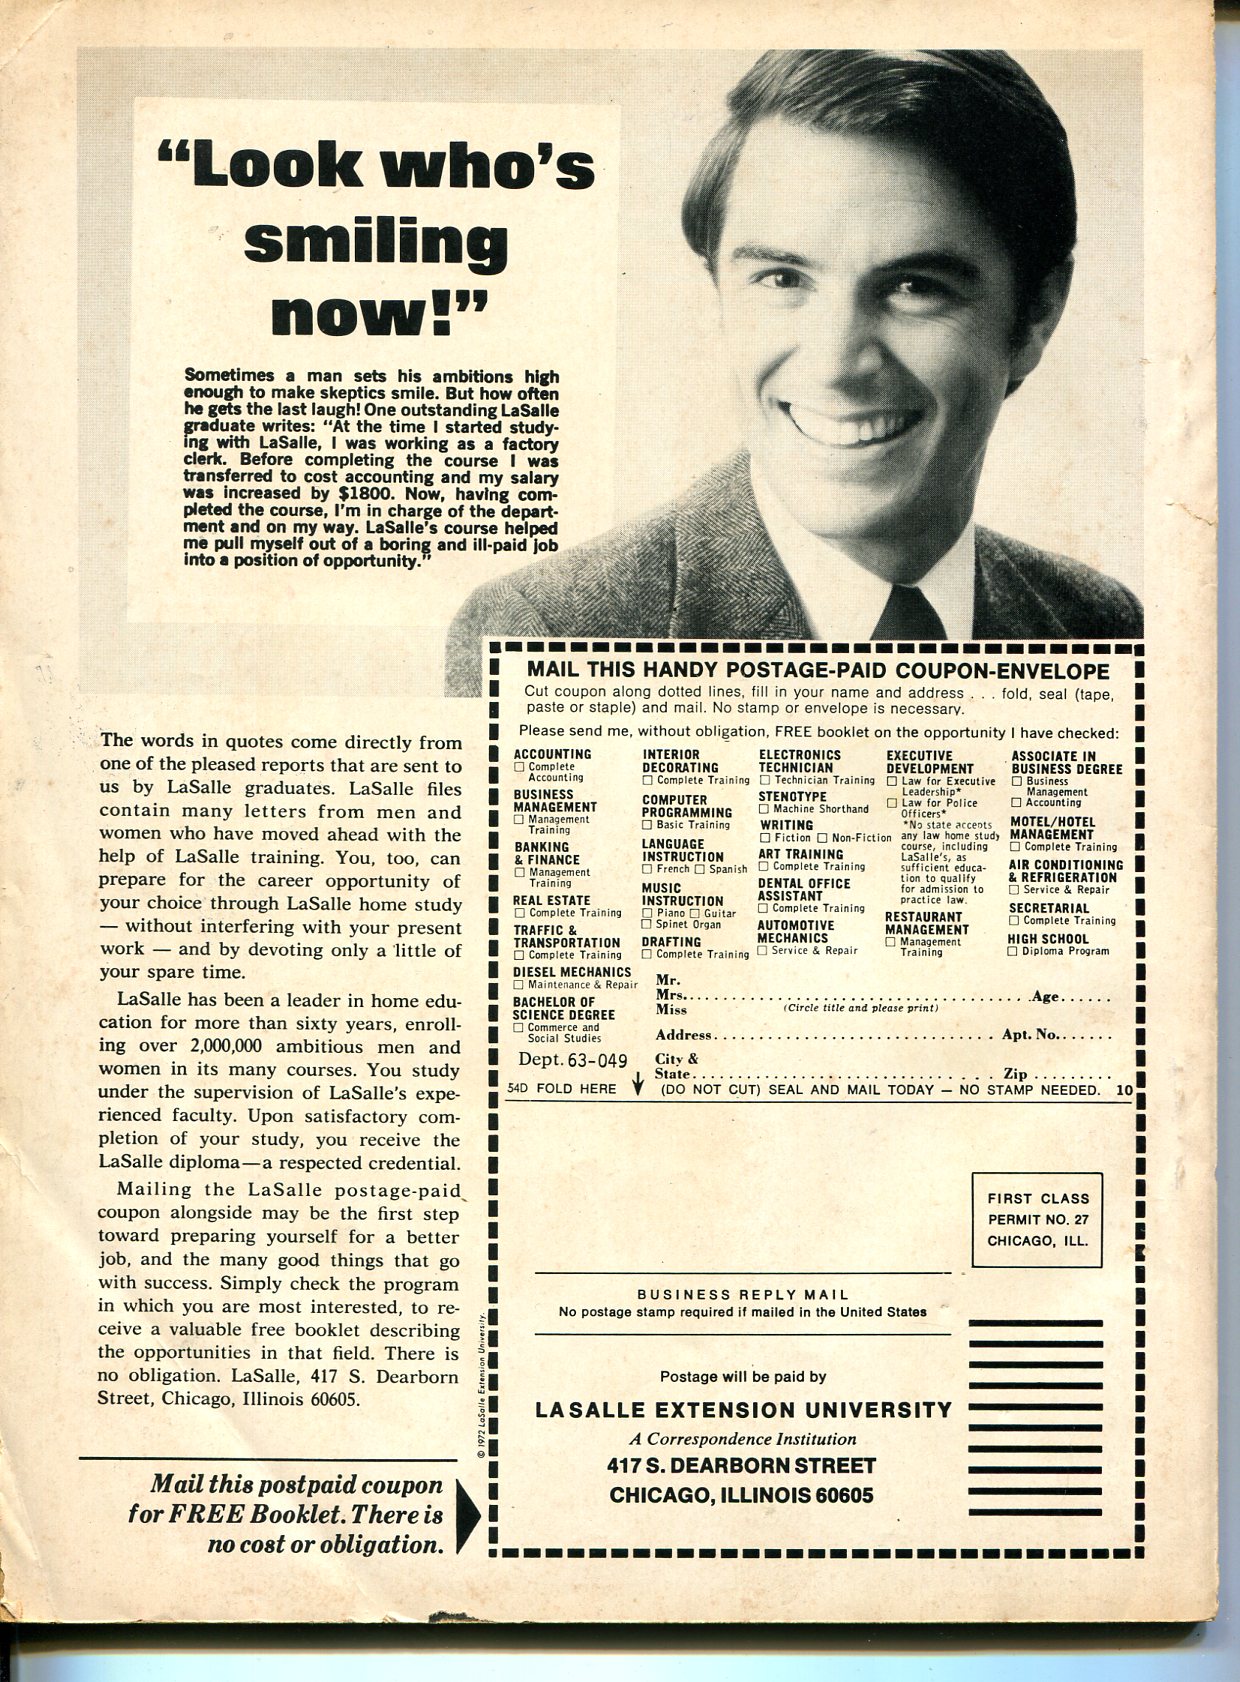 “Look who’s
smiling
now!”
Sometimes a man sets his ambitions high
enough to make skeptics smile. But how often
he gets the last laugh! One outstanding LaSalle
graduate writes: “At the time I started study-
ing with LaSalle, I was working as a factory
clerk. Before completing the course I was
transferred to cost accounting and my salary
was increased by $1800. Now, having com-
pleted the course, I’m in charge of the depart-
ment and on my way. LaSalle’s course helped
me pull myself out of a boring and ill-paid job
into a position of opportunity.”
The words in quotes come directly from
one of the pleased reports that are sent to
us by LaSalle graduates. LaSalle files
contain many letters from men and
women who have moved ahead with the
help of LaSalle training. You, too, can
prepare for the career opportunity of
your choice through LaSalle home study
— without interfering with your present
work — and by devoting only a little of
your spare time.
LaSalle has been a leader in home edu-
cation for more than sixty years, enroll-
ing over 2,000,000 ambitious men and
women in its many courses. You study
under the supervision of LaSalle’s expe-
rienced faculty. Upon satisfactory com-
pletion of your study, you receive the
LaSalle diploma—a respected credential.
Mailing the LaSalle postage-paid
coupon alongside may be the first step
toward preparing yourself for a better
job, and the many good things that go
with success. Simply check the program
in which you are most interested, to re-
ceive a valuable free booklet describing
the opportunities in that field. There is
no obligation. LaSalle, 417 S. Dearborn
Street, Chicago, Illinois 60605.
Mail this postpaid coupon
for FREE Booklet. There is
no cost or obligation.
© 1972 LaSalle Extension University.
MAIL THIS HANDY POSTAGE-PAID COUPON-ENVELOPE
Cut coupon along dotted lines, fill in your name and address . . . fold, seal (tape,
paste or staple) and mail. No stamp or envelope is necessary.
Please send me, without obligation, FREE booklet on the opportunity I have checked:
ACCOUNTING
☐ Complete
Accounting
BUSINESS
MANAGEMENT
☐ Management
Training
BANKING
& FINANCE
☐ Management
Training
REAL ESTATE
☐ Complete Training
TRAFFIC &
TRANSPORTATION
☐ Complete Training
DIESEL MECHANICS
☐ Maintenance & Repair
BACHELOR OF
SCIENCE DEGREE
☐ Commerce and
Social Studies
INTERIOR
DECORATING
☐ Complete Training
COMPUTER
PROGRAMMING
☐ Basic Training
LANGUAGE
INSTRUCTION
☐ French ☐ Spanish
MUSIC
INSTRUCTION
☐ Piano ☐ Guitar
☐ Spinet Organ
DRAFTING
☐ Complete Training
ELECTRONICS
TECHNICIAN
☐ Technician Training
STENOTYPE
☐ Machine Shorthand
WRITING
☐ Fiction ☐ Non-Fiction
ART TRAINING
☐ Complete Training
DENTAL OFFICE
ASSISTANT
☐ Complete Training
AUTOMOTIVE
MECHANICS
☐ Service & Repair
EXECUTIVE
DEVELOPMENT
☐ Law for Executive
Leadership*
☐ Law for Police
Officers*
*No state accepts
any law home study
course, including
LaSalle’s, as
sufficient educa-
tion to qualify
for admission to
practice law.
RESTAURANT
MANAGEMENT
☐ Management
Training
ASSOCIATE IN
BUSINESS DEGREE
☐ Business
Management
☐ Accounting
MOTEL/HOTEL
MANAGEMENT
☐ Complete Training
AIR CONDITIONING
& REFRIGERATION
☐ Service & Repair
SECRETARIAL
☐ Complete Training
HIGH SCHOOL
☐ Diploma Program
Mr.
Mrs. Age
Miss (Circle title and please print)
Address Apt. No.
Dept. 63-049
City &
State Zip
54D FOLD HERE (DO NOT CUT) SEAL AND MAIL TODAY — NO STAMP NEEDED. 10
FIRST CLASS
PERMIT NO. 27
CHICAGO, ILL.
BUSINESS REPLY MAIL
No postage stamp required if mailed in the United States
Postage will be paid by
LA SALLE EXTENSION UNIVERSITY
A Correspondence Institution
417 S. DEARBORN STREET
CHICAGO, ILLINOIS 60605